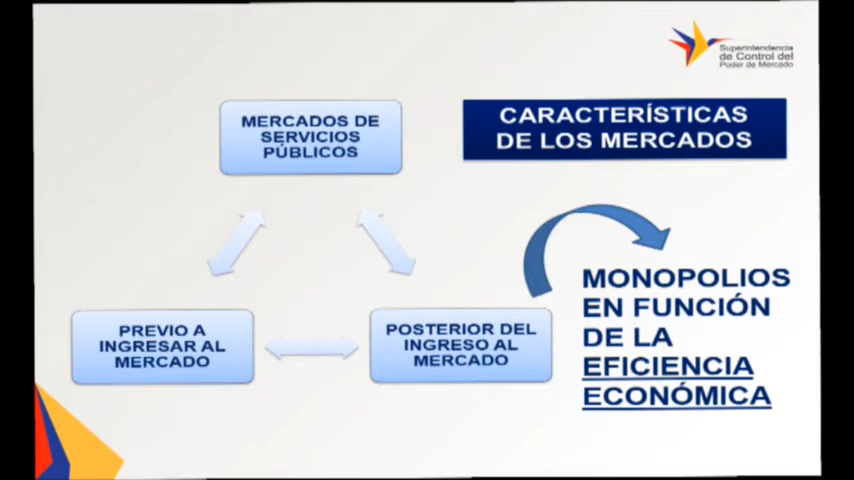 Superintendencia
de Control del
Poder de Mercado
MERCADOS DE
SERVICIOS
PÚBLICOS
CARACTERÍSTICAS
DE LOS MERCADOS
PREVIO A
INGRESAR AL
MERCADO
POSTERIOR DEL
INGRESO AL
MERCADO
MONOPOLIOS
EN FUNCIÓN
DE LA
EFICIENCIA
ECONÓMICA